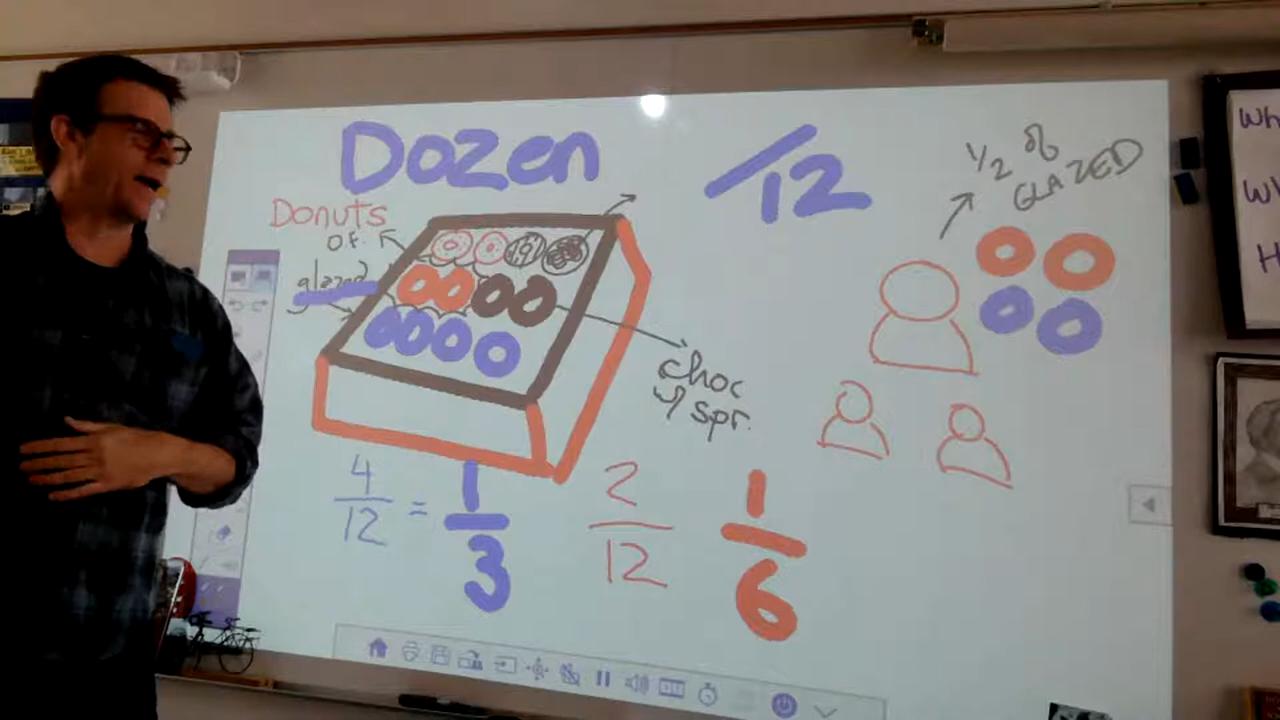 Dozen
/12
1/2 of
GLAZED
Donuts
OF.
glazed
choc
w/ spr.
4/12 = 1/3
2/12
1/6
Wh
H